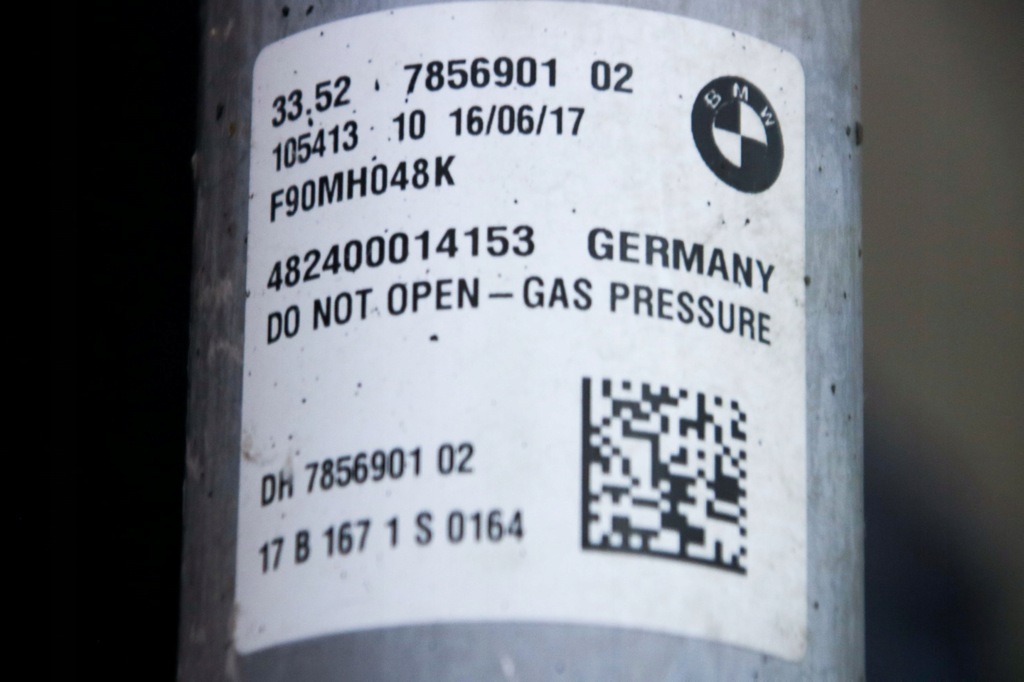 33.52 7856901 02
BMW
105413 10 16/06/17
F90MH048K
482400014153 GERMANY
DO NOT OPEN – GAS PRESSURE
DH 7856901 02
17 B 167 1 S 0164